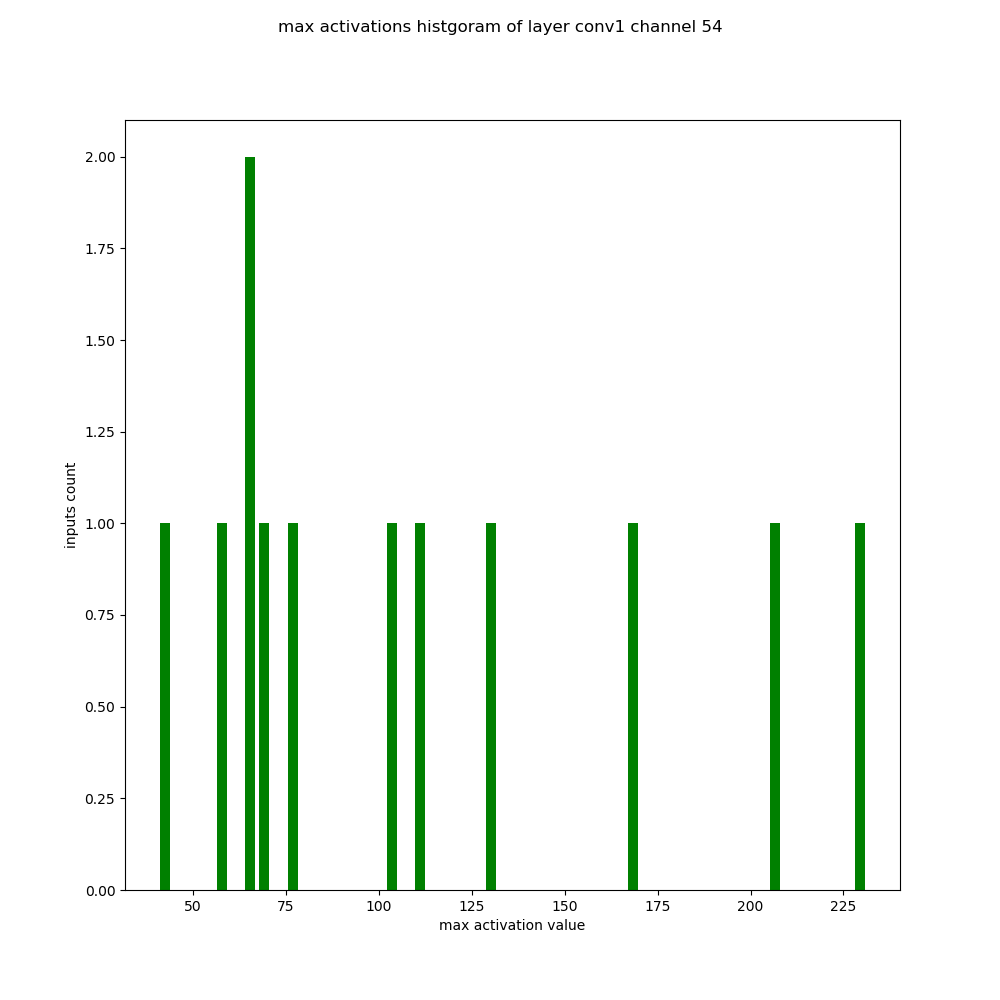 max activations histgoram of layer conv1 channel 54
2.00
1.75
1.50
1.25
1.00
0.75
0.50
0.25
0.00
inputs count
50 75 100 125 150 175 200 225
max activation value